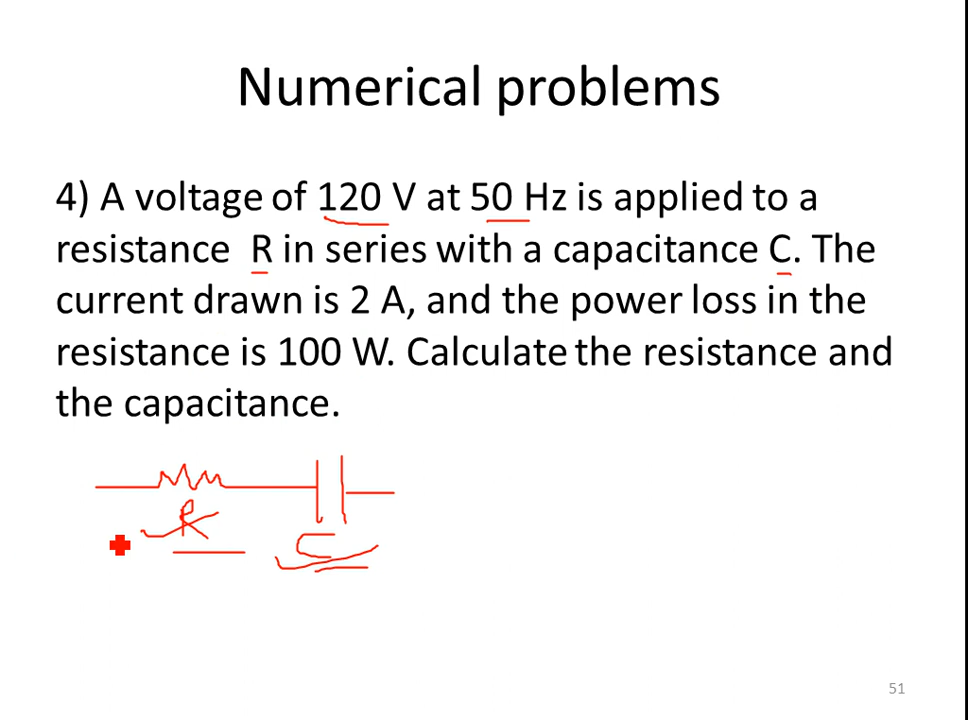 Numerical problems
4) A voltage of 120 V at 50 Hz is applied to a
resistance R in series with a capacitance C. The
current drawn is 2 A, and the power loss in the
resistance is 100 W. Calculate the resistance and
the capacitance.
R C
51